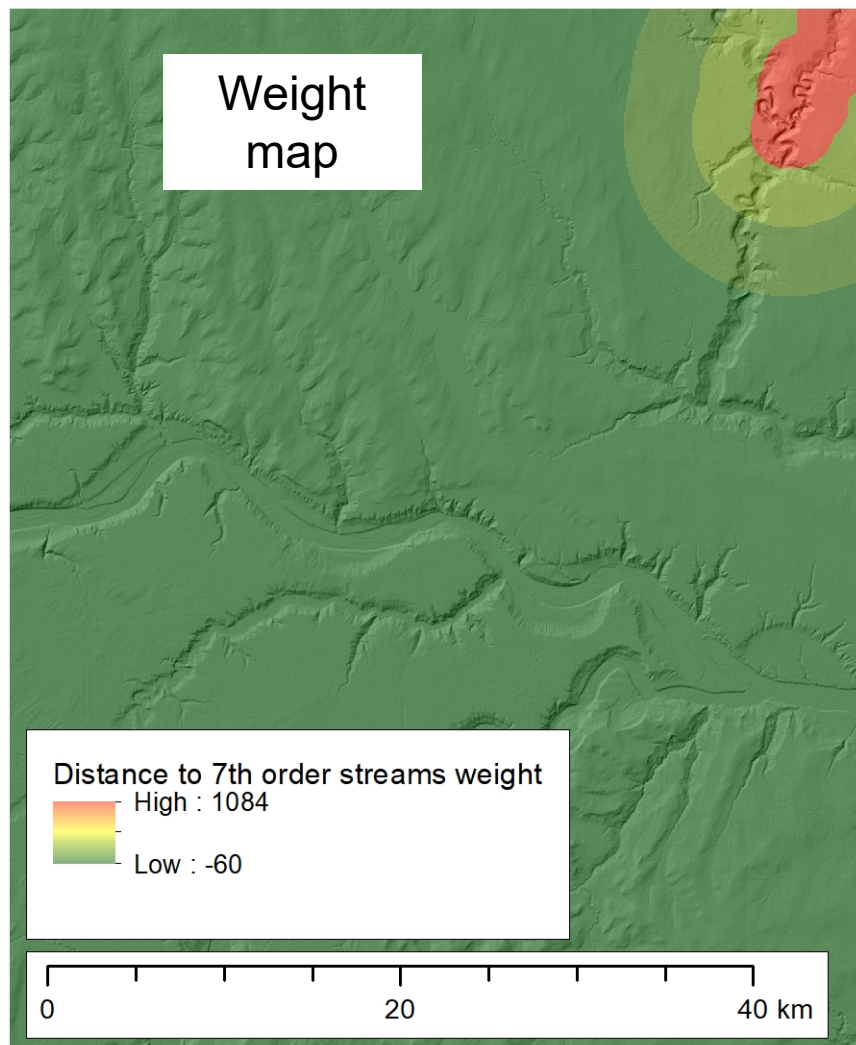 Weight
map
Distance to 7th order streams weight
High : 1084
Low : -60
0 20 40 km